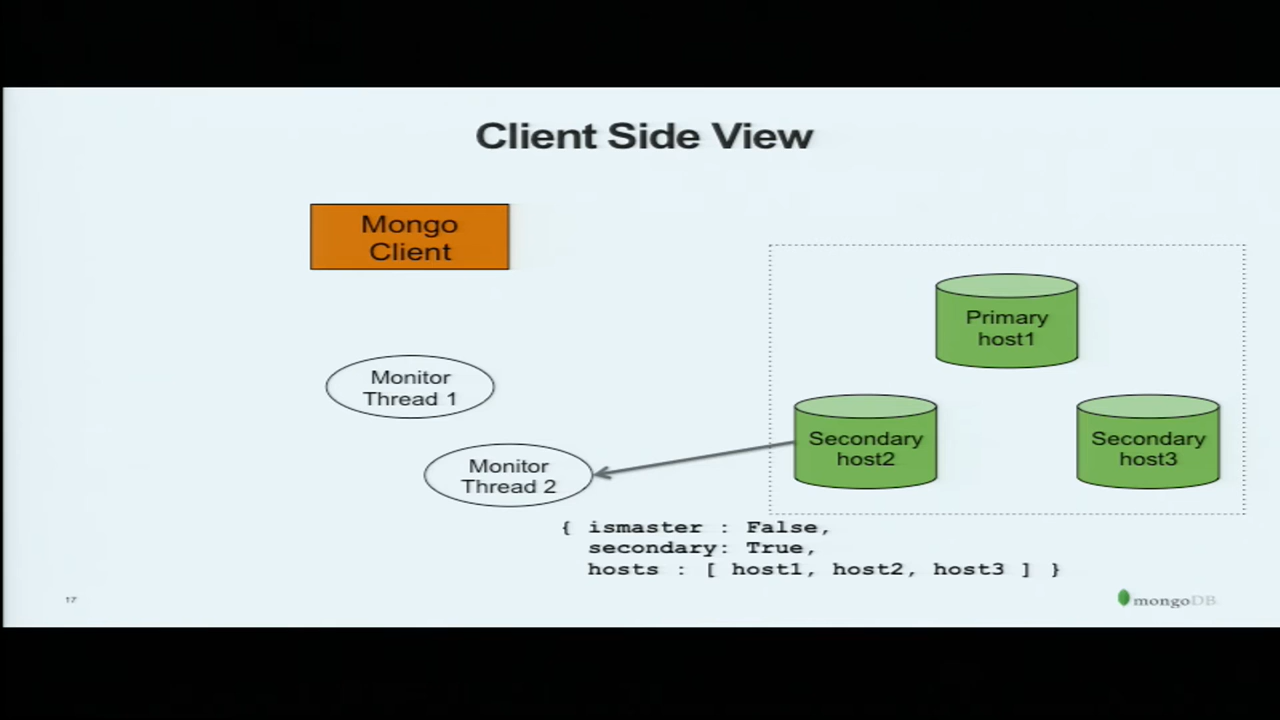 Client Side View
Mongo
Client
Primary
host1
Monitor
Thread 1
Secondary
host2
Secondary
host3
Monitor
Thread 2
{ ismaster : False,
secondary: True,
hosts : [ host1, host2, host3 ] }
17
mongoDB